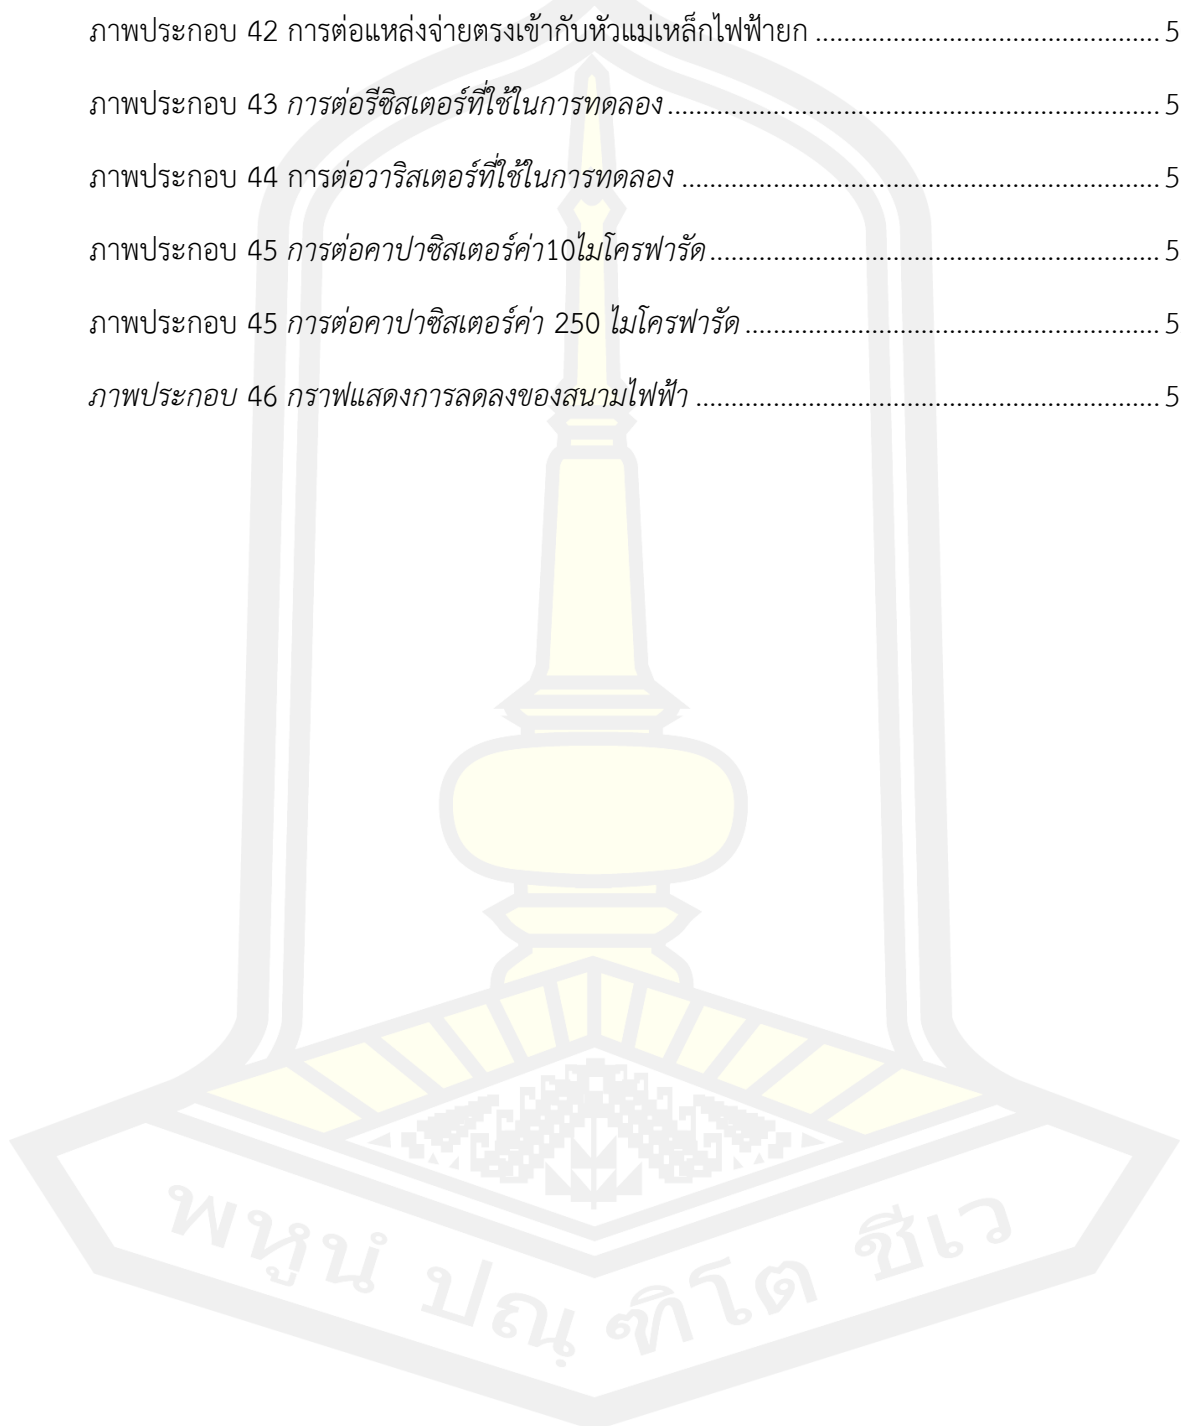 ภาพประกอบ 42 การต่อแหล่งจ่ายตรงเข้ากับหัวแม่เหล็กไฟฟ้ายก ................................................ 5
ภาพประกอบ 43 การต่อรีซิสเตอร์ที่ใช้ในการทดลอง .................................................................... 5
ภาพประกอบ 44 การต่อวาริสเตอร์ที่ใช้ในการทดลอง .................................................................. 5
ภาพประกอบ 45 การต่อคาปาซิสเตอร์ค่า10ไมโครฟารัด ............................................................... 5
ภาพประกอบ 45 การต่อคาปาซิสเตอร์ค่า 250 ไมโครฟารัด .......................................................... 5
ภาพประกอบ 46 กราฟแสดงการลดลงของสนามไฟฟ้า ................................................................. 5
พหูนํ ปณฺฑิโต ชีเว